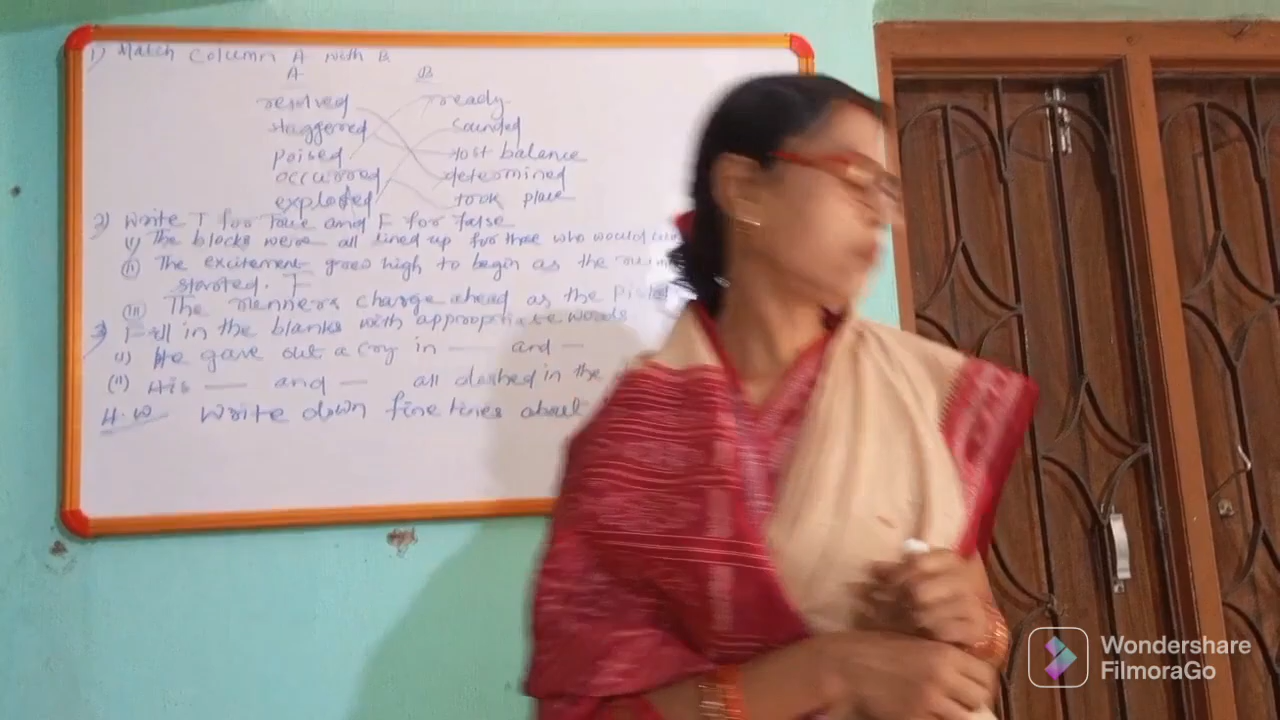 1) Match Column A with B
A B
resolved ready
staggered sounded
poised lost balance
occurred determined
exploded took place
2) Write T for True and F for false
(i) The blocks were all lined up for those who would
(ii) The excitement grew high to begin as the
started. F
(iii) The runners charge ahead as the Pistol
3) Fill in the blanks with appropriate words
(i) He gave out a cry in — and —
(ii) His — and — all dashed in the
H.W Write down five lines about
Wondershare
FilmoraGo